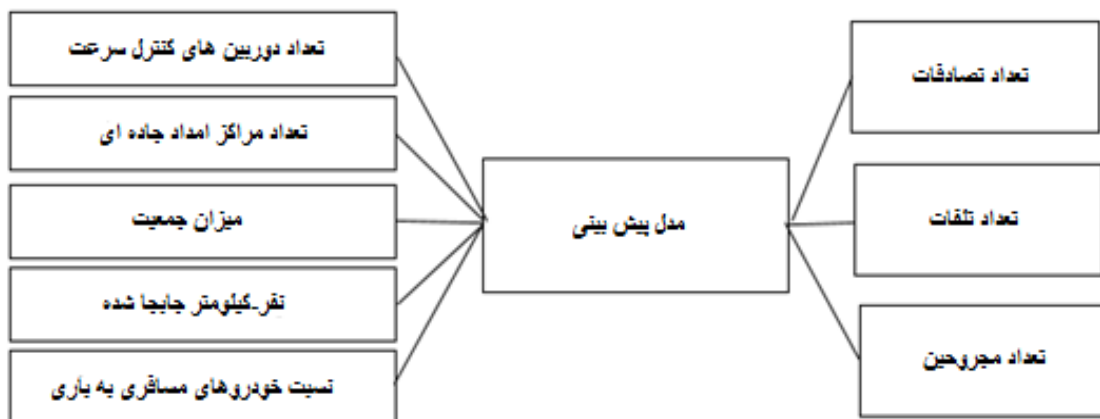 تعداد دوربین های کنترل سرعت
تعداد مراکز امداد جاده ای
میزان جمعیت
نفر-کیلومتر جابجا شده
نسبت خودروهای مسافری به باری
مدل پیش بینی
تعداد تصادفات
تعداد تلفات
تعداد مجروحین